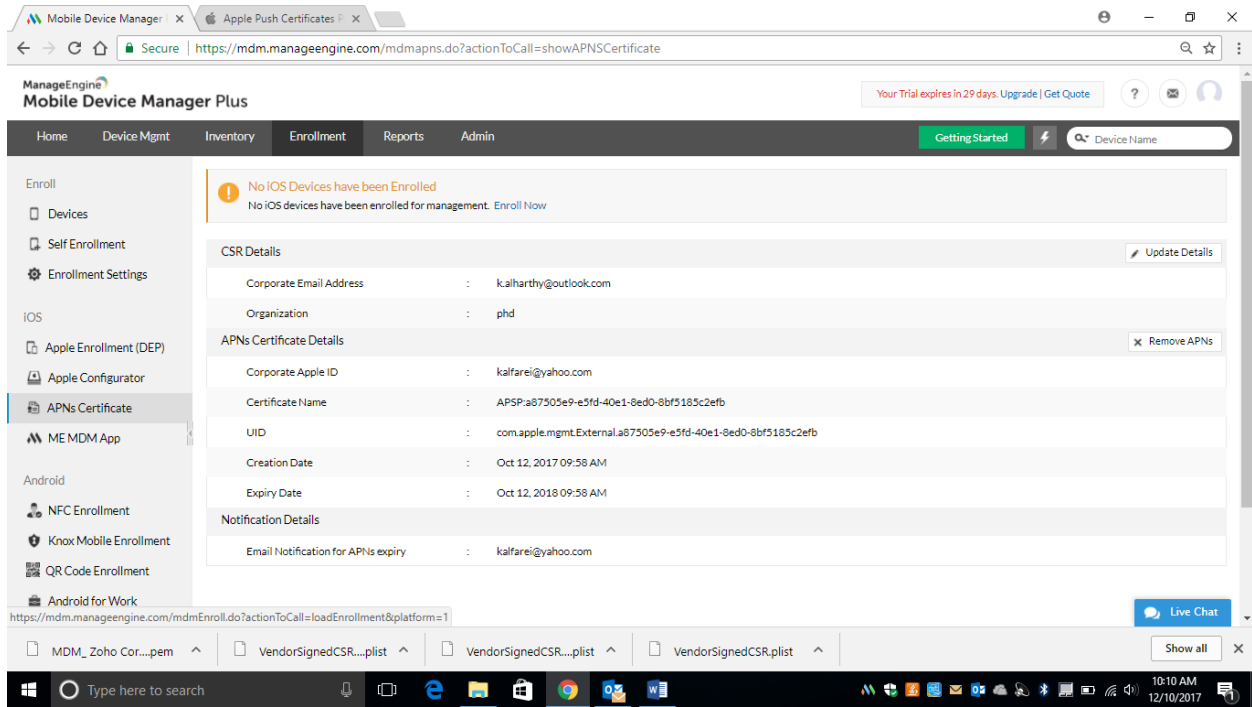 Mobile Device Manager
Apple Push Certificates P
Secure
https://mdm.manageengine.com/mdmapns.do?actionToCall=showAPNSCertificate
ManageEngine
Mobile Device Manager Plus
Your Trial expires in 29 days. Upgrade | Get Quote
?
Home Device Mgmt Inventory Enrollment Reports Admin
Getting Started
Device Name
Enroll
Devices
Self Enrollment
Enrollment Settings
iOS
Apple Enrollment (DEP)
Apple Configurator
APNs Certificate
ME MDM App
Android
NFC Enrollment
Knox Mobile Enrollment
QR Code Enrollment
Android for Work
No iOS Devices have been Enrolled
No iOS devices have been enrolled for management. Enroll Now
CSR Details
Update Details
Corporate Email Address : k.alharthy@outlook.com
Organization : phd
APNs Certificate Details
Remove APNs
Corporate Apple ID : kalfarei@yahoo.com
Certificate Name : APSP:a87505e9-e5fd-40e1-8ed0-8bf5185c2efb
UID : com.apple.mgmt.External.a87505e9-e5fd-40e1-8ed0-8bf5185c2efb
Creation Date : Oct 12, 2017 09:58 AM
Expiry Date : Oct 12, 2018 09:58 AM
Notification Details
Email Notification for APNs expiry : kalfarei@yahoo.com
https://mdm.manageengine.com/mdmEnroll.do?actionToCall=loadEnrollment&platform=1
Live Chat
MDM_ Zoho Cor....pem
VendorSignedCSR....plist
VendorSignedCSR....plist
VendorSignedCSR.plist
Show all
Type here to search
10:10 AM
12/10/2017